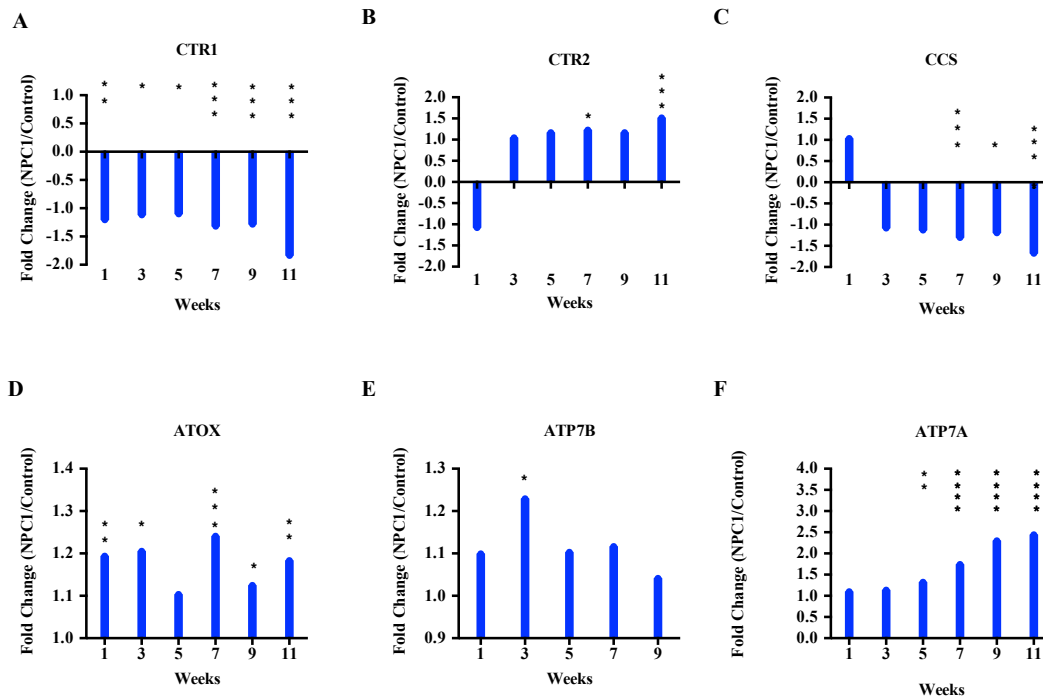 A
CTR1
Fold Change (NPC1/Control)
1.0
0.5
0.0
-0.5
-1.0
-1.5
-2.0
** * * *** *** ***
1 3 5 7 9 11
Weeks
B
CTR2
Fold Change (NPC1/Control)
2.0
1.5
1.0
0.5
0.0
-0.5
-1.0
-1.5
-2.0
* ***
1 3 5 7 9 11
Weeks
C
CCS
Fold Change (NPC1/Control)
2.0
1.5
1.0
0.5
0.0
-0.5
-1.0
-1.5
-2.0
*** * ***
1 3 5 7 9 11
Weeks
D
ATOX
Fold Change (NPC1/Control)
1.4
1.3
1.2
1.1
1.0
** * *** * **
1 3 5 7 9 11
Weeks
E
ATP7B
Fold Change (NPC1/Control)
1.3
1.2
1.1
1.0
0.9
*
1 3 5 7 9
Weeks
F
ATP7A
Fold Change (NPC1/Control)
4.0
3.5
3.0
2.5
2.0
1.5
1.0
0.5
0.0
** **** **** ****
1 3 5 7 9 11
Weeks